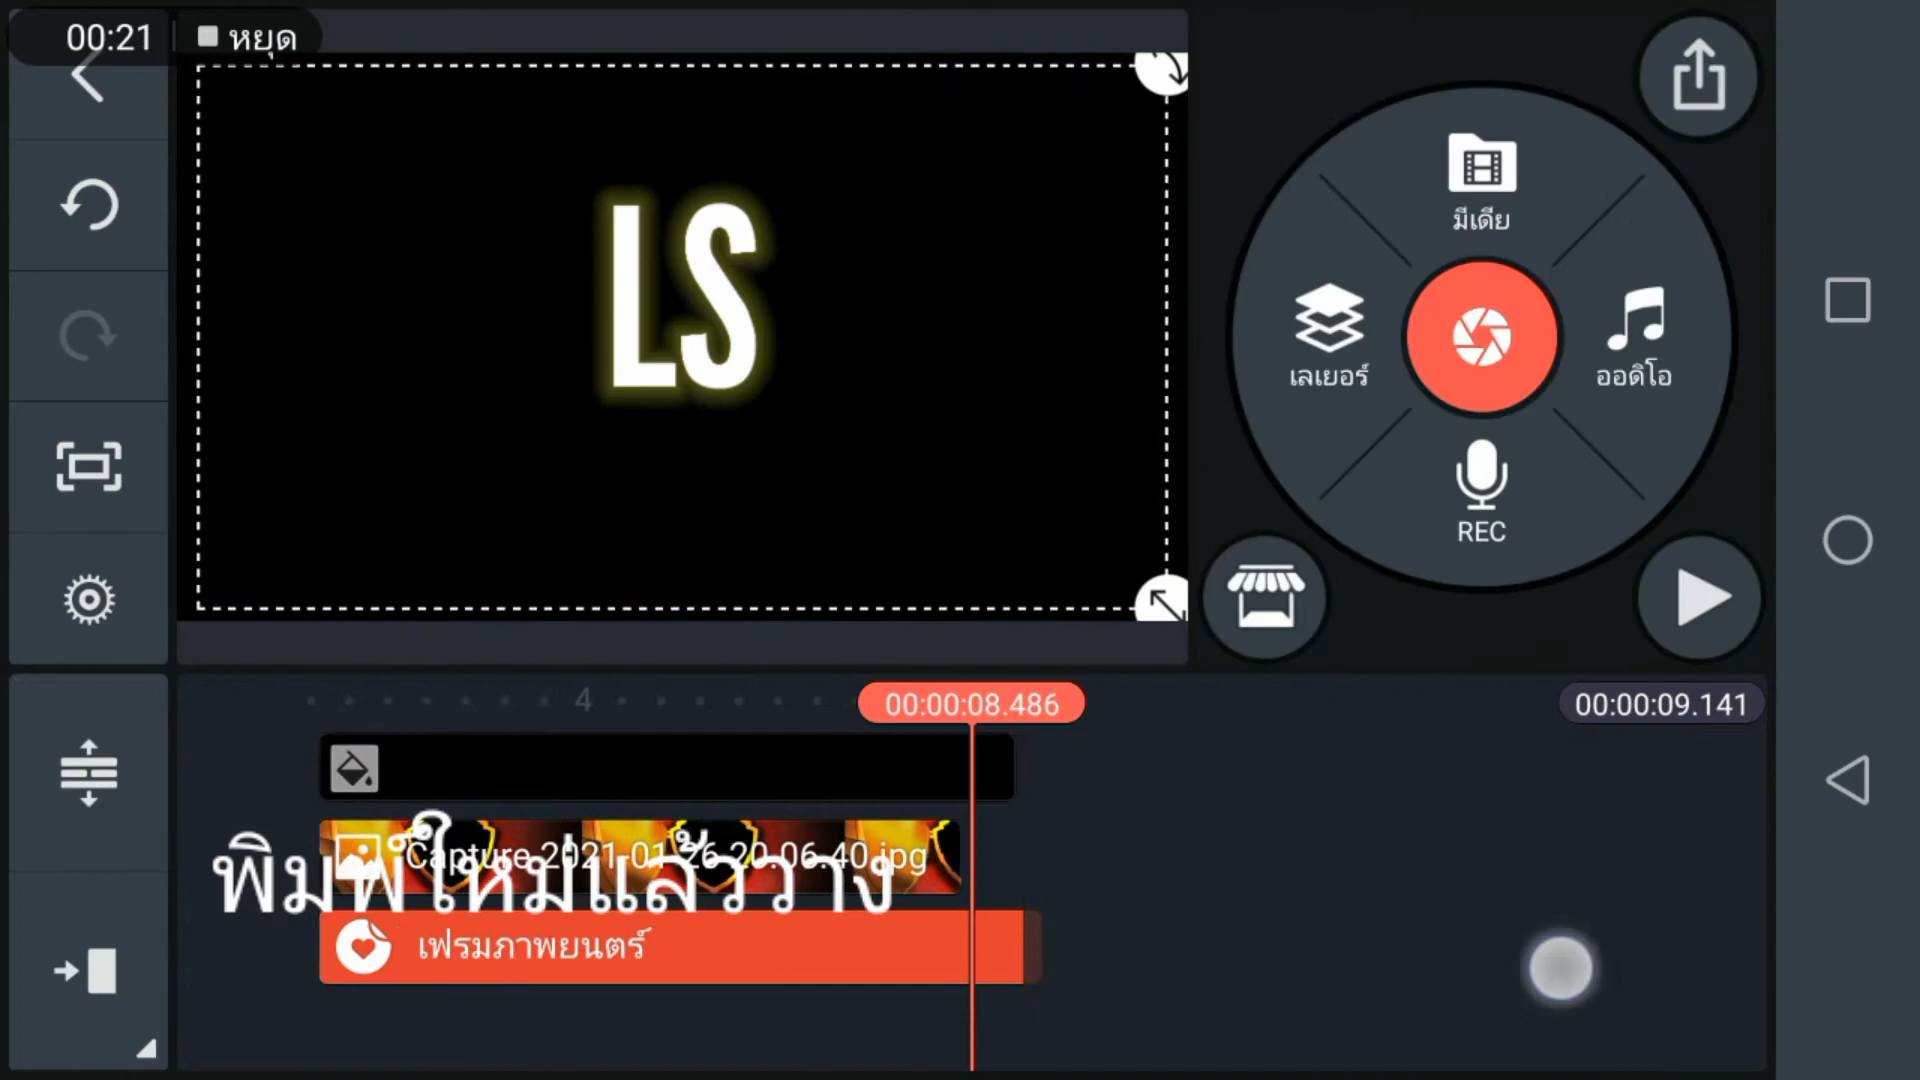 00:21 หยุด
LS
มีเดีย
เลเยอร์
ออดิโอ
REC
4
00:00:08.486
00:00:09.141
Capture 2021-01-26 20.06.40.jpg
พิมพ์ใหม่แล้ววาง
เฟรมภาพยนตร์